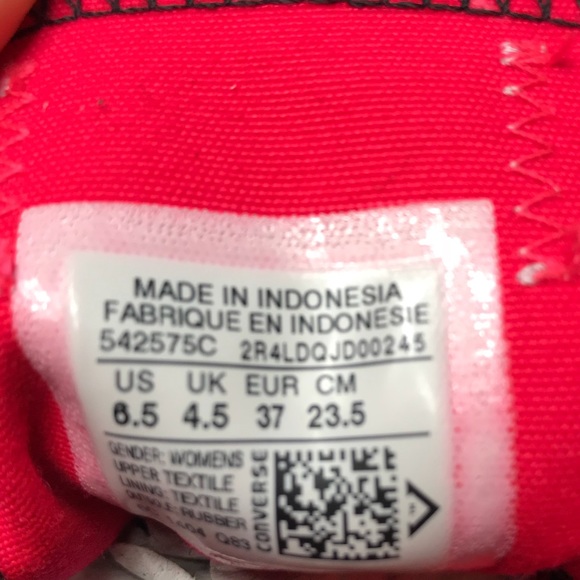 MADE IN INDONESIA
FABRIQUE EN INDONESIE
542575C 2R4LDQJD00245
US UK EUR CM
6.5 4.5 37 23.5
GENDER: WOMENS
UPPER TEXTILE
LINING: TEXTILE
RUBBER
Q83
CONVERSE